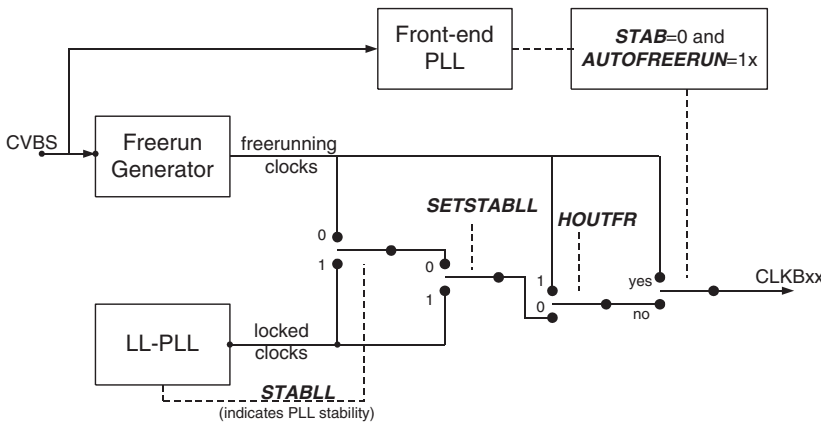 Front-end
PLL
STAB=0 and
AUTOFREERUN=1x
CVBS
Freerun
Generator
freerunning
clocks
SETSTABLL
HOUTFR
0
1
0
1
1
0
yes
no
CLKBxx
LL-PLL
locked
clocks
STABLL
(indicates PLL stability)